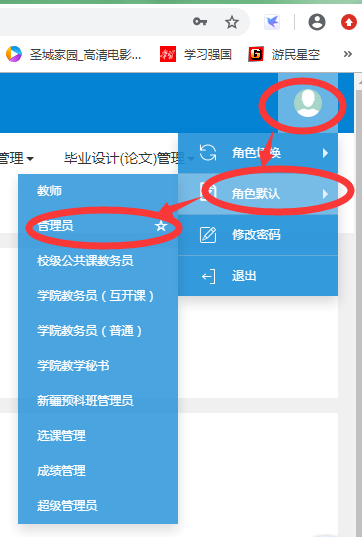 圣城家园_高清电影... 学习强国 游民星空 »
管理 毕业设计(论文)管理
角色切换
角色默认
修改密码
退出
教师
管理员
校级公共课教务员
学院教务员（互开课）
学院教务员（普通）
学院教学秘书
新疆预科班管理员
选课管理
成绩管理
超级管理员